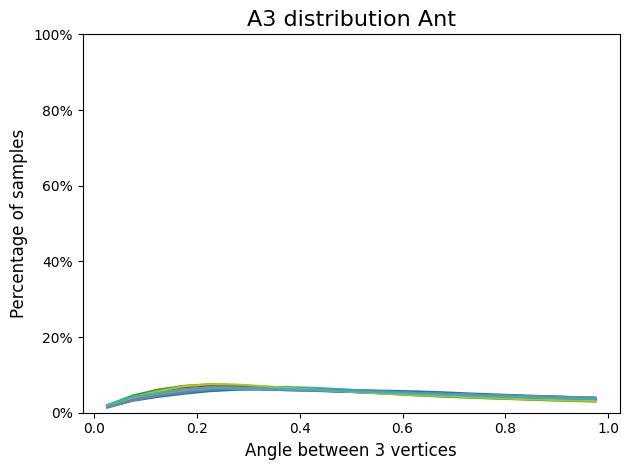 A3 distribution Ant
100%
80%
60%
40%
20%
0%
Percentage of samples
0.0 0.2 0.4 0.6 0.8 1.0
Angle between 3 vertices